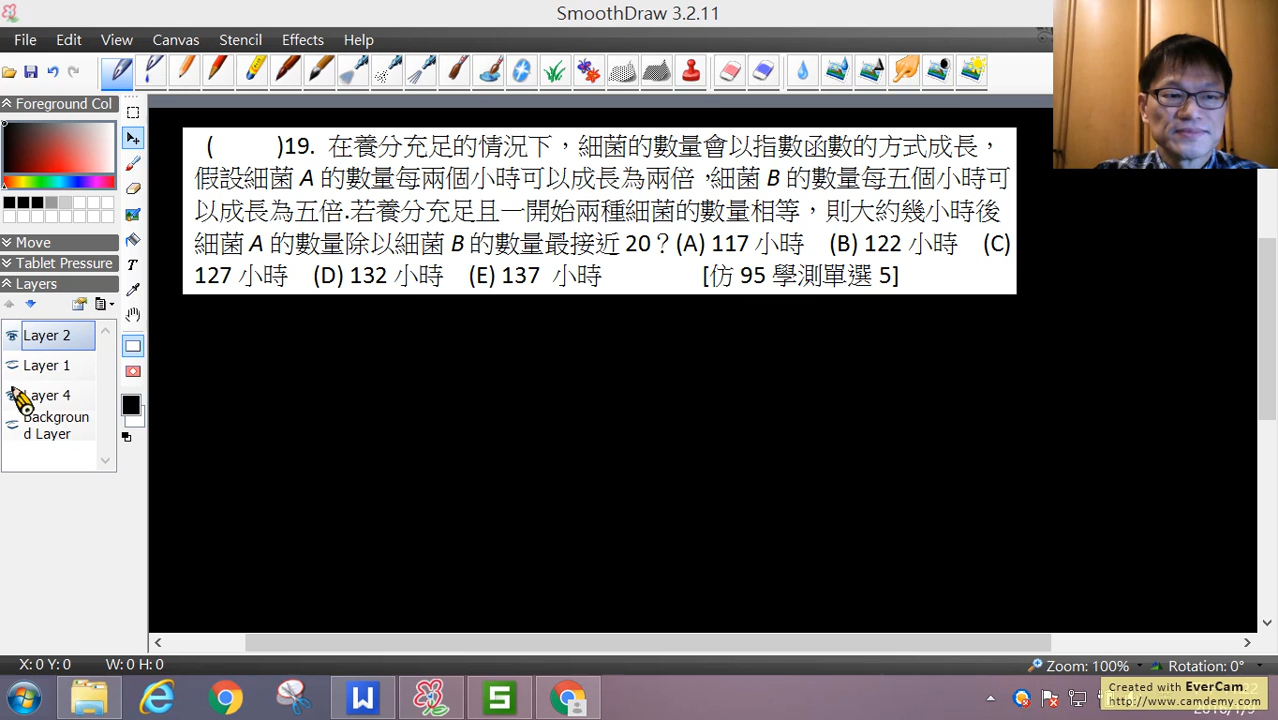 SmoothDraw 3.2.11
File Edit View Canvas Stencil Effects Help
Foreground Col
( )19. 在養分充足的情況下，細菌的數量會以指數函數的方式成長，
假設細菌 A 的數量每兩個小時可以成長為兩倍，細菌 B 的數量每五個小時可
以成長為五倍.若養分充足且一開始兩種細菌的數量相等，則大約幾小時後
細菌 A 的數量除以細菌 B 的數量最接近 20？(A) 117 小時 (B) 122 小時 (C)
127 小時 (D) 132 小時 (E) 137 小時 [仿 95 學測單選 5]
Move
Tablet Pressure
Layers
Layer 2
Layer 1
ayer 4
Backgroun
d Layer
X: 0 Y: 0 W: 0 H: 0
Zoom: 100% Rotation: 0°
Created with EverCam
http://www.camdemy.com